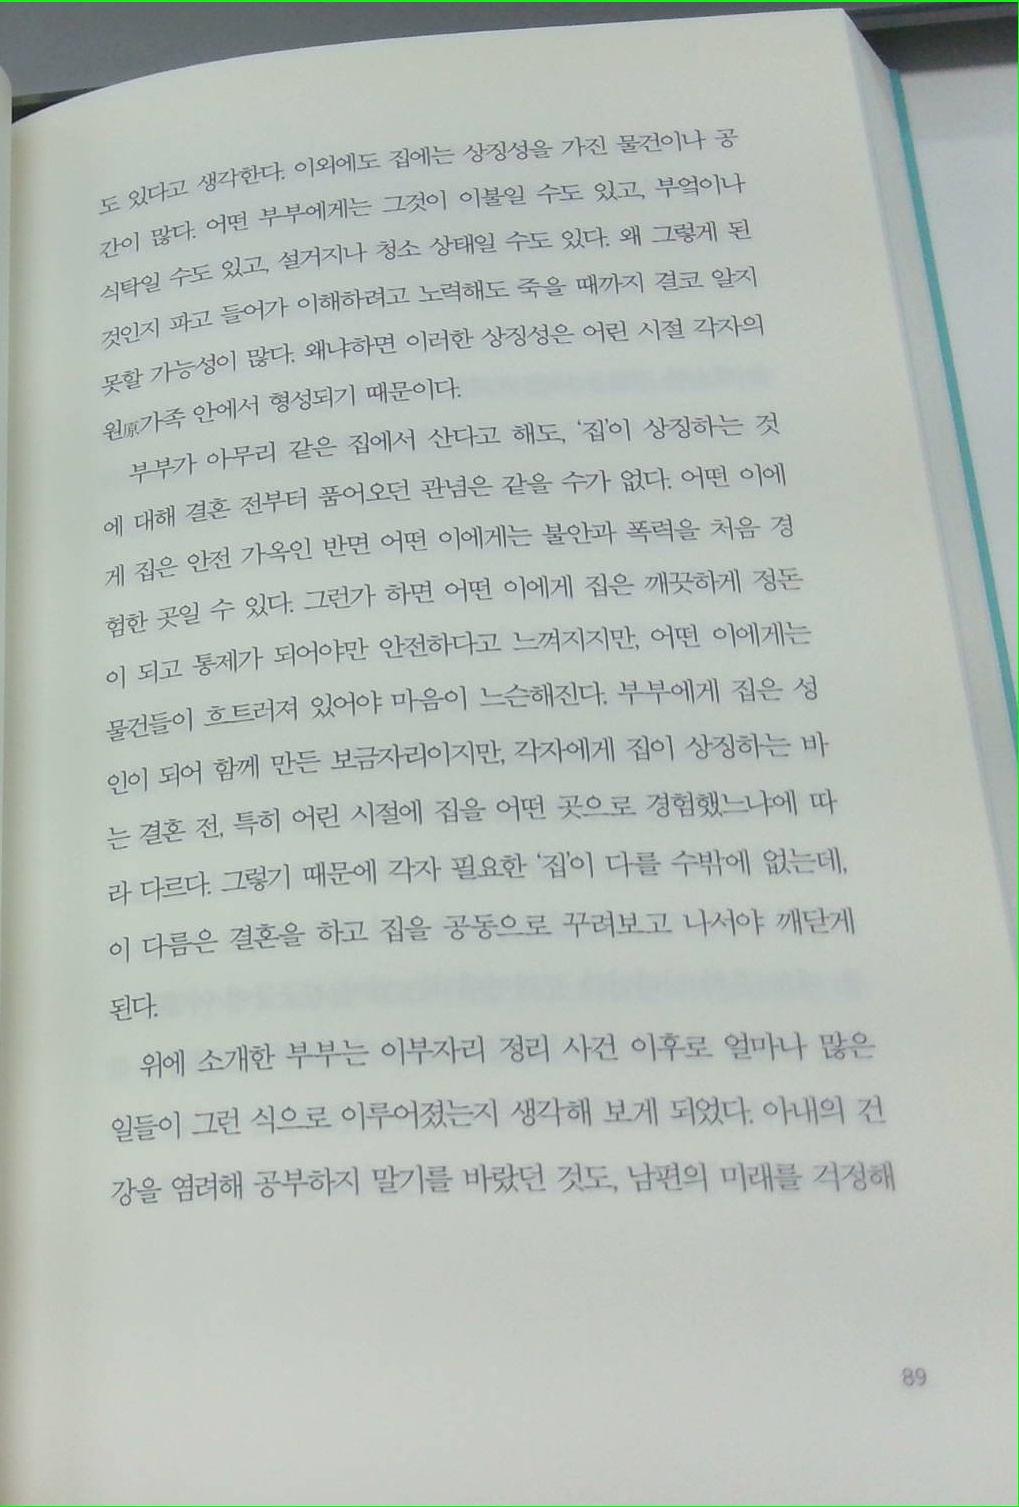 도 있다고 생각한다. 이외에도 집에는 상징성을 가진 물건이나 공
간이 많다. 어떤 부부에게는 그것이 이불일 수도 있고, 부엌이나
식탁일 수도 있고, 설거지나 청소 상태일 수도 있다. 왜 그렇게 된
것인지 파고 들어가 이해하려고 노력해도 죽을 때까지 결코 알지
못할 가능성이 많다. 왜냐하면 이러한 상징성은 어린 시절 각자의
원原가족 안에서 형성되기 때문이다.
부부가 아무리 같은 집에서 산다고 해도, ‘집’이 상징하는 것
에 대해 결혼 전부터 품어오던 관념은 같을 수가 없다. 어떤 이에
게 집은 안전 가옥인 반면 어떤 이에게는 불안과 폭력을 처음 경
험한 곳일 수 있다. 그런가 하면 어떤 이에게 집은 깨끗하게 정돈
이 되고 통제가 되어야만 안전하다고 느껴지지만, 어떤 이에게는
물건들이 흐트러져 있어야 마음이 느슨해진다. 부부에게 집은 성
인이 되어 함께 만든 보금자리이지만, 각자에게 집이 상징하는 바
는 결혼 전, 특히 어린 시절에 집을 어떤 곳으로 경험했느냐에 따
라 다르다. 그렇기 때문에 각자 필요한 ‘집’이 다를 수밖에 없는데,
이 다름은 결혼을 하고 집을 공동으로 꾸려보고 나서야 깨닫게
된다.
위에 소개한 부부는 이부자리 정리 사건 이후로 얼마나 많은
일들이 그런 식으로 이루어졌는지 생각해 보게 되었다. 아내의 건
강을 염려해 공부하지 말기를 바랐던 것도, 남편의 미래를 걱정해
89